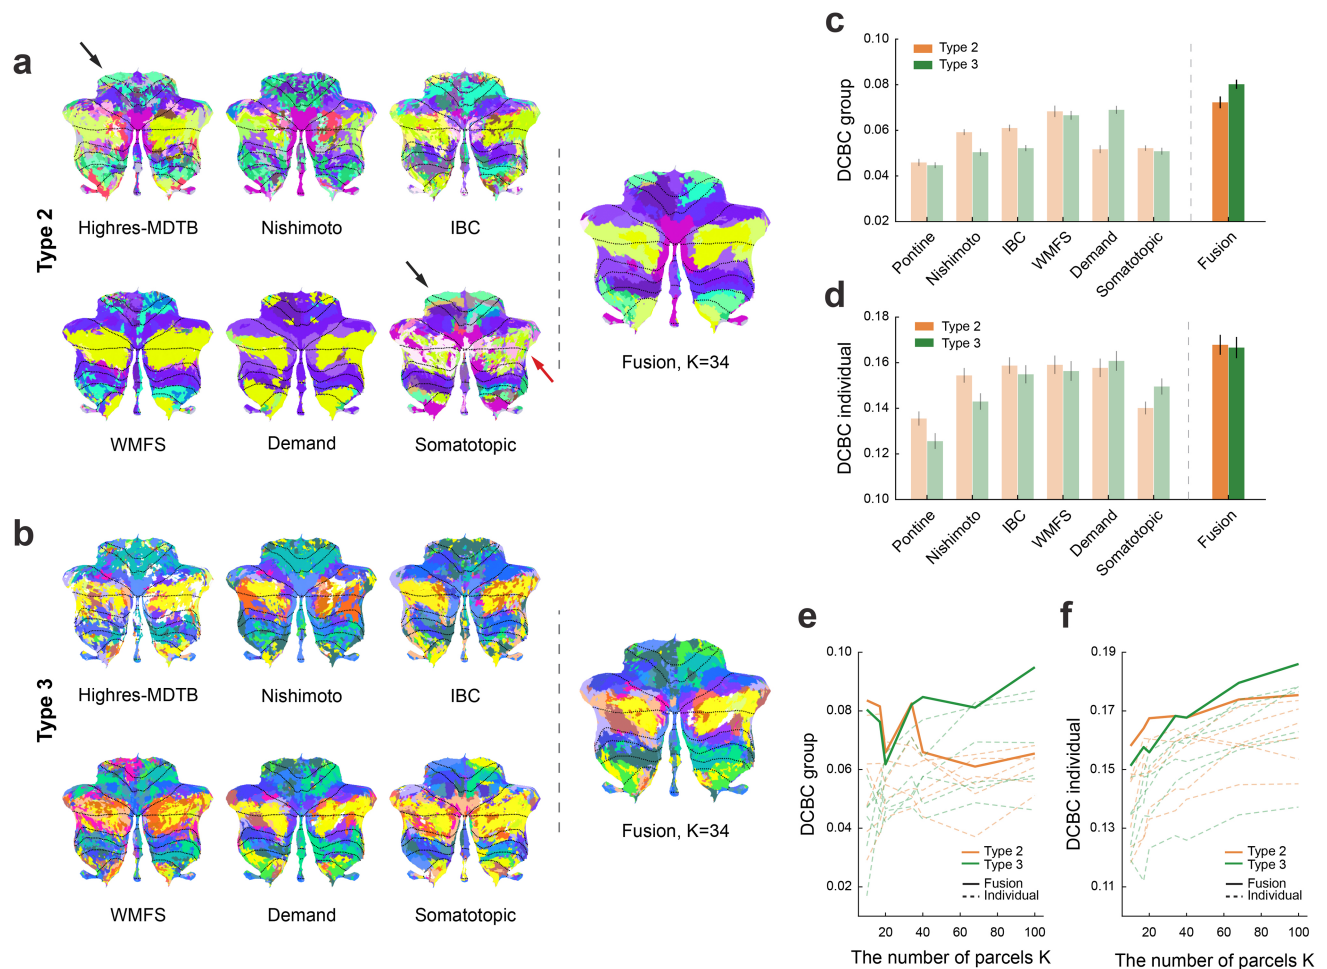 a
Type 2
Highres-MDTB
Nishimoto
IBC
WMFS
Demand
Somatotopic
Fusion, K=34
b
Type 3
Highres-MDTB
Nishimoto
IBC
WMFS
Demand
Somatotopic
Fusion, K=34
c
DCBC group
0.10
0.08
0.06
0.04
0.02
Type 2
Type 3
Pontine
Nishimoto
IBC
WMFS
Demand
Somatotopic
Fusion
d
DCBC individual
0.18
0.16
0.14
0.12
0.10
Type 2
Type 3
Pontine
Nishimoto
IBC
WMFS
Demand
Somatotopic
Fusion
e
DCBC group
0.10
0.08
0.06
0.04
0.02
Type 2
Type 3
Fusion
Individual
20 40 60 80 100
The number of parcels K
f
DCBC individual
0.19
0.17
0.15
0.13
0.11
Type 2
Type 3
Fusion
Individual
20 40 60 80 100
The number of parcels K